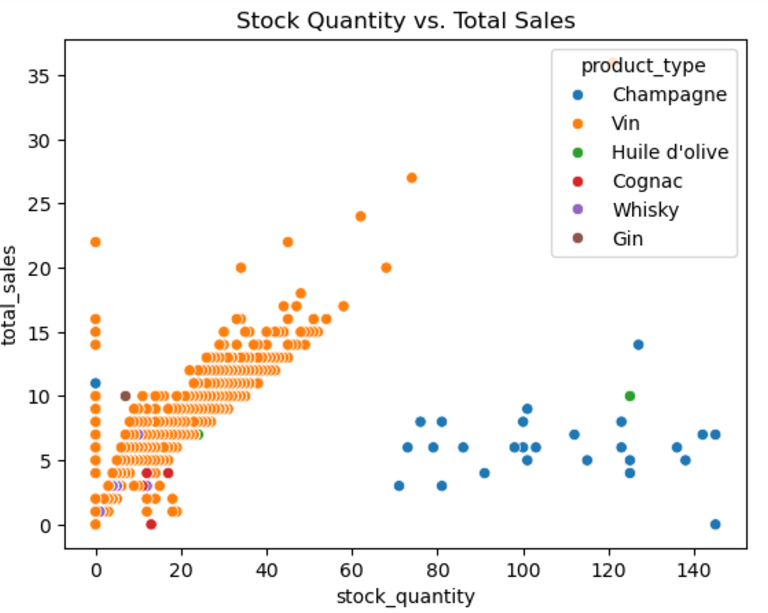 Stock Quantity vs. Total Sales
product_type
Champagne
Vin
Huile d'olive
Cognac
Whisky
Gin
total_sales
35
30
25
20
15
10
5
0
0 20 40 60 80 100 120 140
stock_quantity